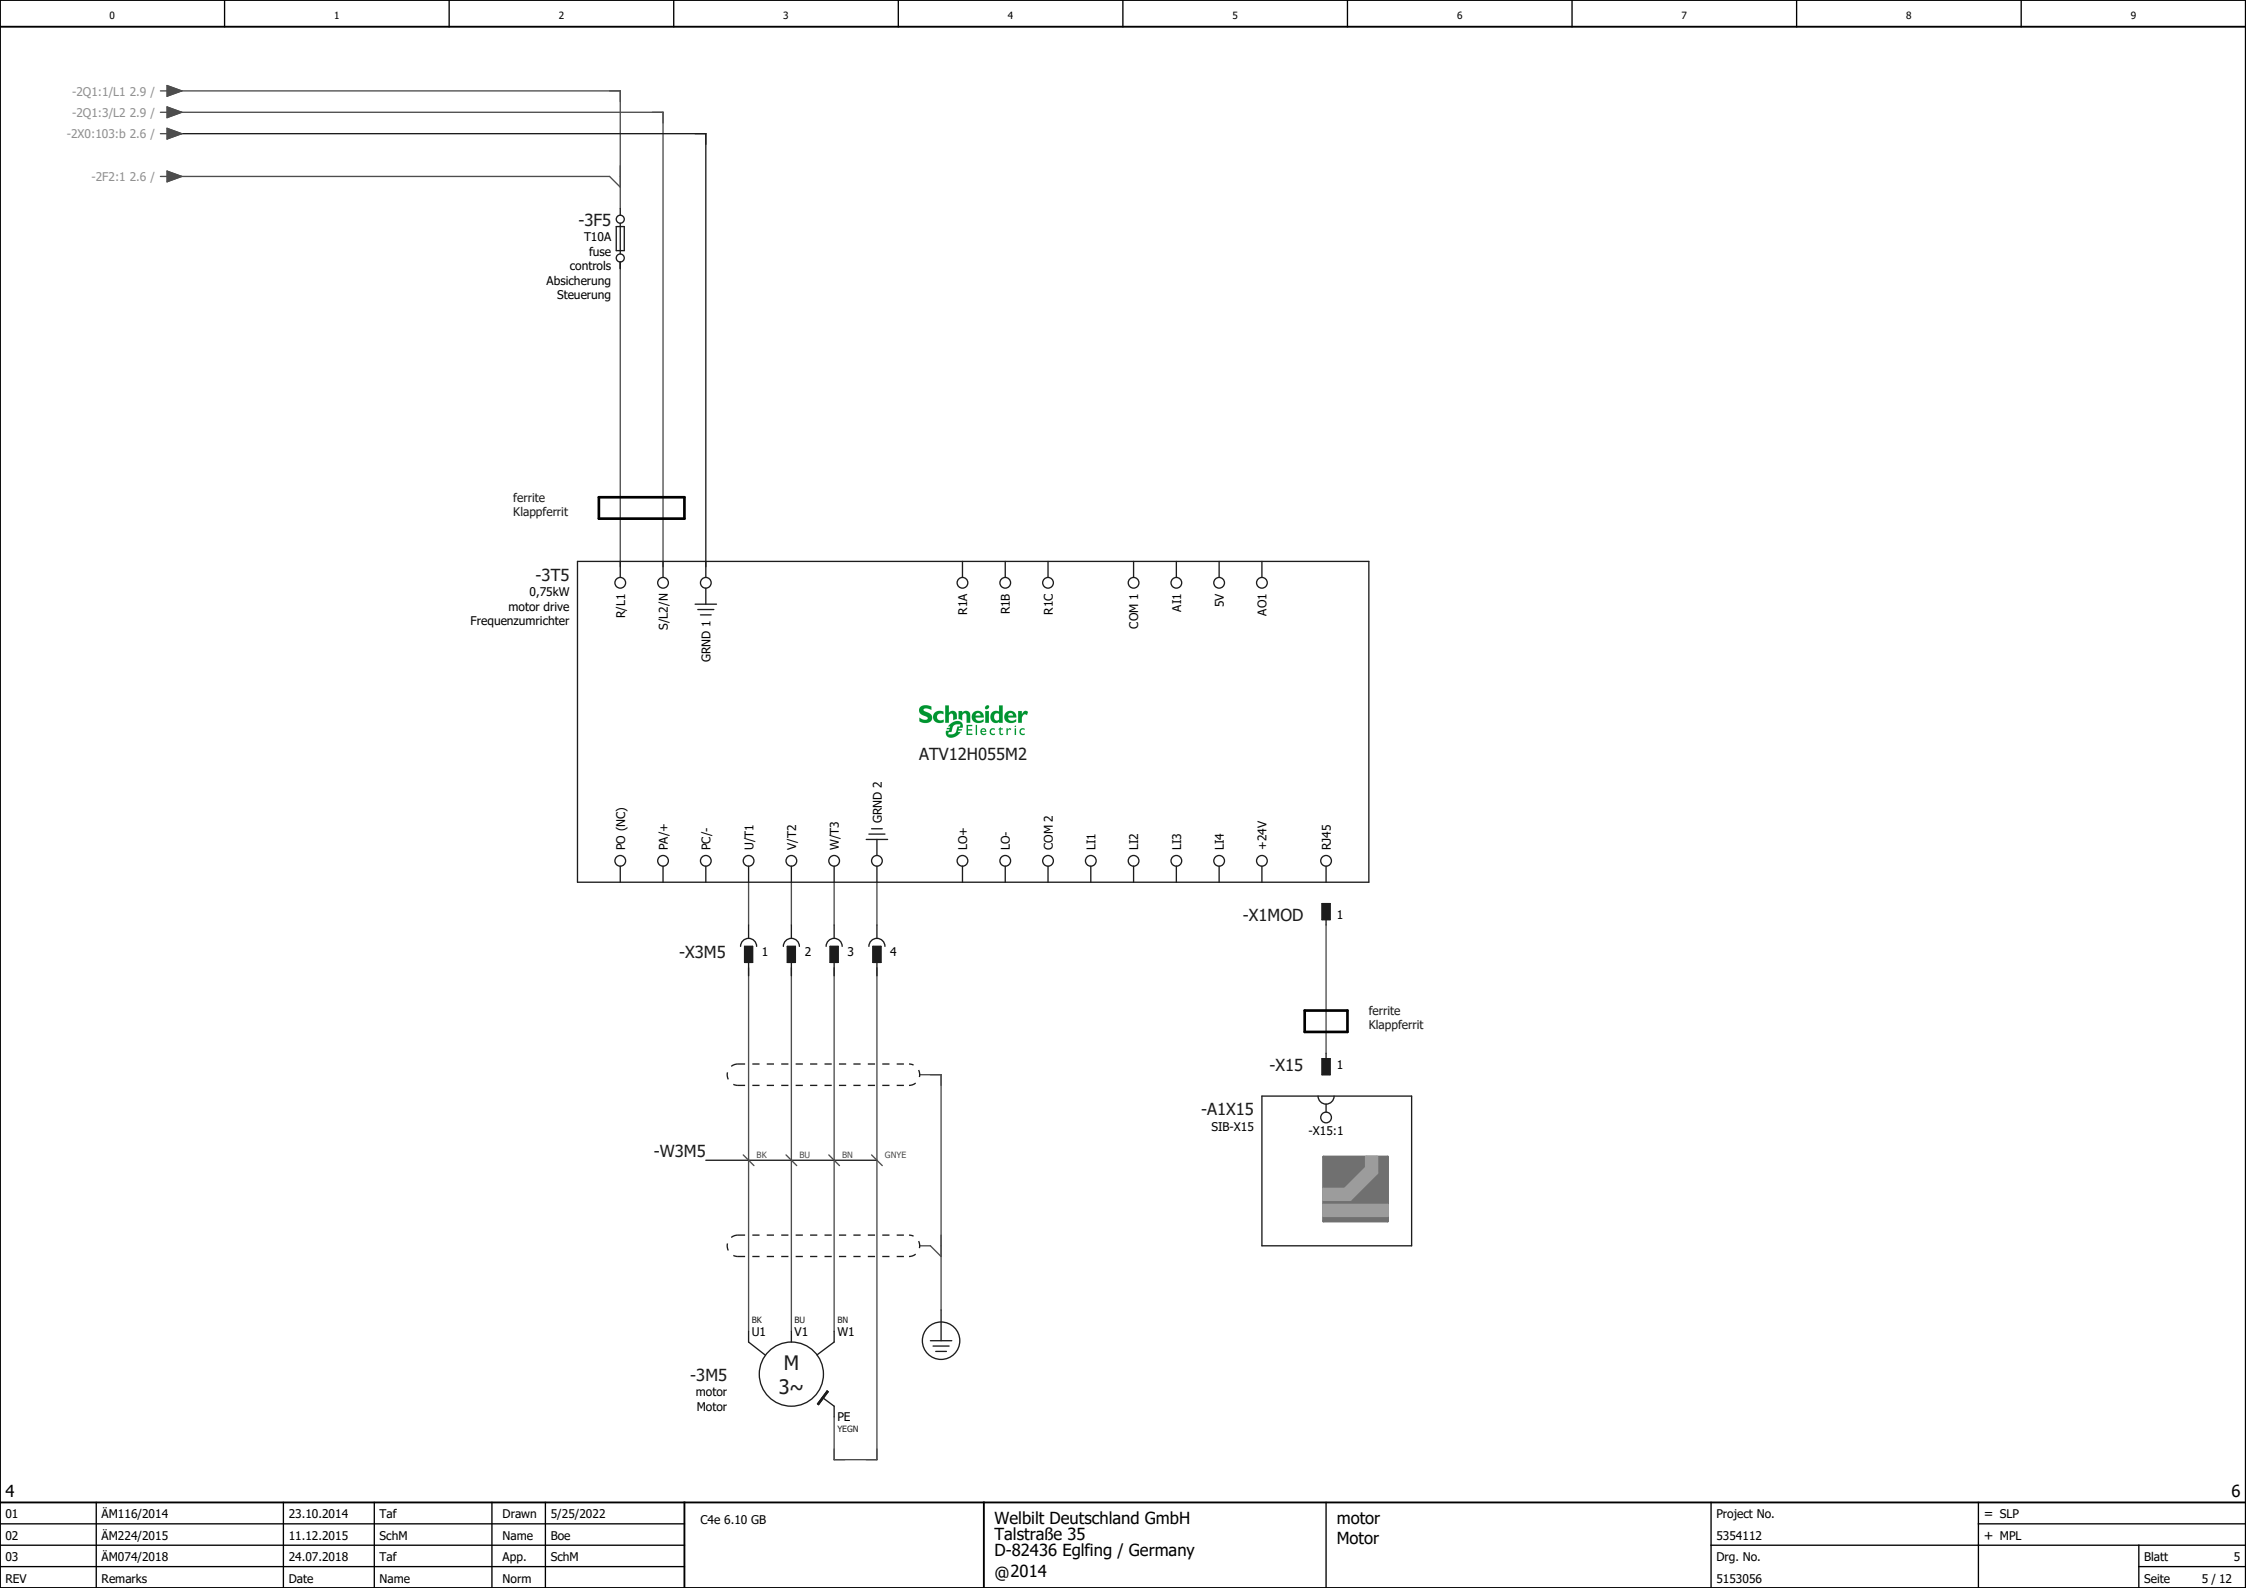 0 1 2 3 4 5 6 7 8 9
-2Q1:1/L1 2.9 /
-2Q1:3/L2 2.9 /
-2X0:103:b 2.6 /
-2F2:1 2.6 /
-3F5
T10A
fuse
controls
Absicherung
Steuerung
ferrite
Klappferrit
-3T5
0,75kW
motor drive
Frequenzumrichter
R/L1 S/L2/N GRND 1 R1A R1B R1C COM 1 AI1 5V AO1
Schneider
Electric
ATV12H055M2
PO (NC) PA/+ PC/- U/T1 V/T2 W/T3 GRND 2 LO+ LO- COM 2 LI1 LI2 LI3 LI4 +24V RJ45
-X1MOD 1
-X3M5 1 2 3 4
ferrite
Klappferrit
-X15 1
-A1X15
SIB-X15
-X15:1
-W3M5 BK BU BN GNYE
BK BU BN
U1 V1 W1
M
3~
-3M5
motor
Motor
PE
YEGN
4 6
01 ÄM116/2014 23.10.2014 Taf Drawn 5/25/2022
02 ÄM224/2015 11.12.2015 SchM Name Boe
03 ÄM074/2018 24.07.2018 Taf App. SchM
REV Remarks Date Name Norm
C4e 6.10 GB
Welbilt Deutschland GmbH
Talstraße 35
D-82436 Eglfing / Germany
@2014
motor
Motor
Project No.
5354112
Drg. No.
5153056
= SLP
+ MPL
Blatt 5
Seite 5 / 12